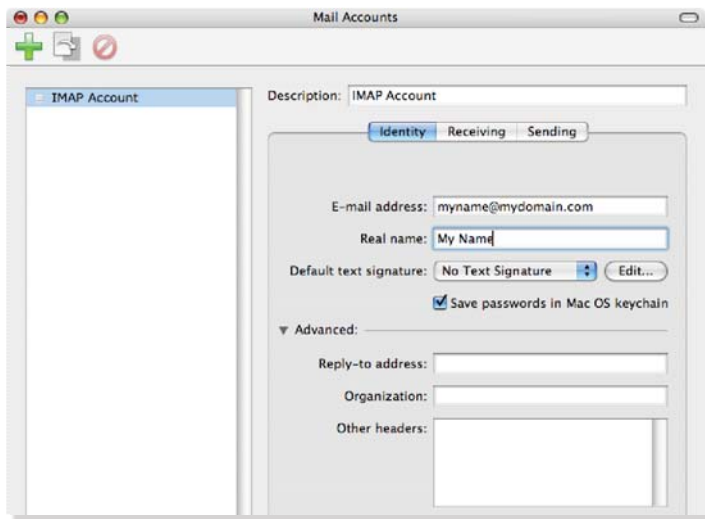 Mail Accounts
IMAP Account
Description: IMAP Account
Identity Receiving Sending
E-mail address: myname@mydomain.com
Real name: My Name
Default text signature: No Text Signature Edit...
Save passwords in Mac OS keychain
Advanced:
Reply-to address:
Organization:
Other headers: